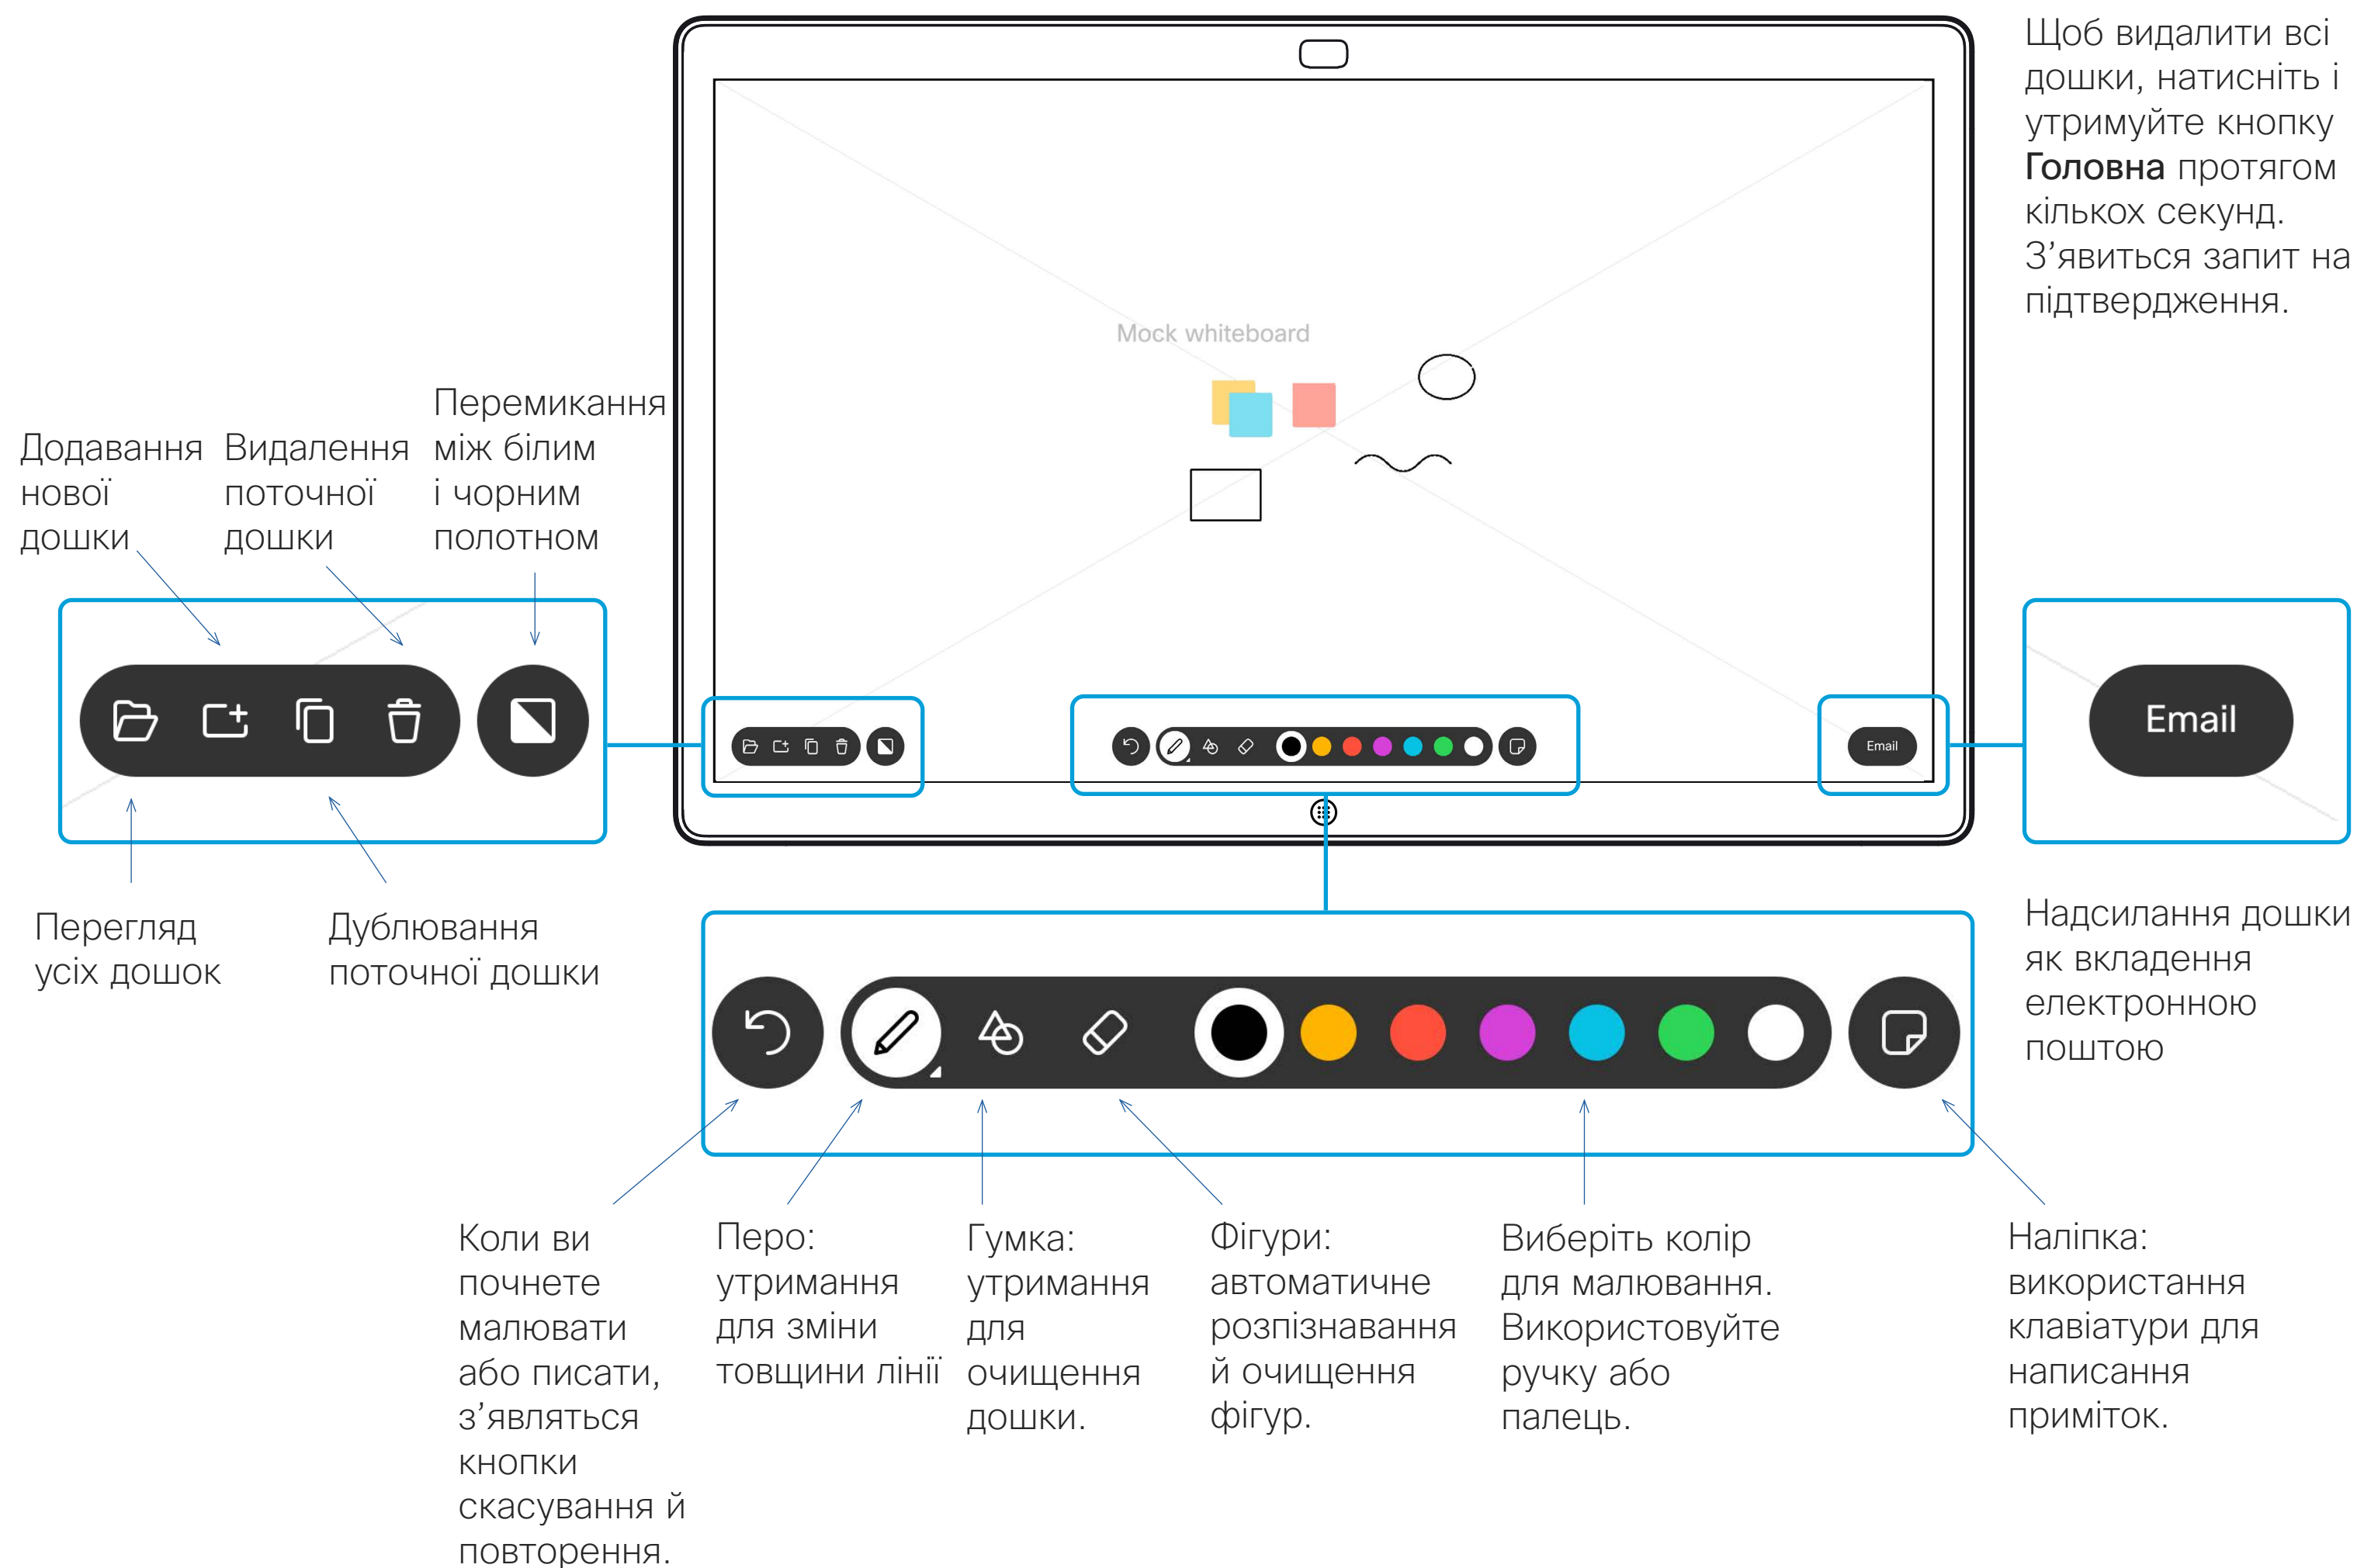 Щоб видалити всі
дошки, натисніть і
утримуйте кнопку
Головна протягом
кількох секунд.
З’явиться запит на
підтвердження.
Mock whiteboard
Додавання
нової
дошки
Видалення
поточної
дошки
Перемикання
між білим
і чорним
полотном
Email
Email
Перегляд
усіх дошок
Дублювання
поточної дошки
Надсилання дошки
як вкладення
електронною
поштою
Коли ви
почнете
малювати
або писати,
з’являться
кнопки
скасування й
повторення.
Перо:
утримання
для зміни
товщини лінії
Гумка:
утримання
для
очищення
дошки.
Фігури:
автоматичне
розпізнавання
й очищення
фігур.
Виберіть колір
для малювання.
Використовуйте
ручку або
палець.
Наліпка:
використання
клавіатури для
написання
приміток.